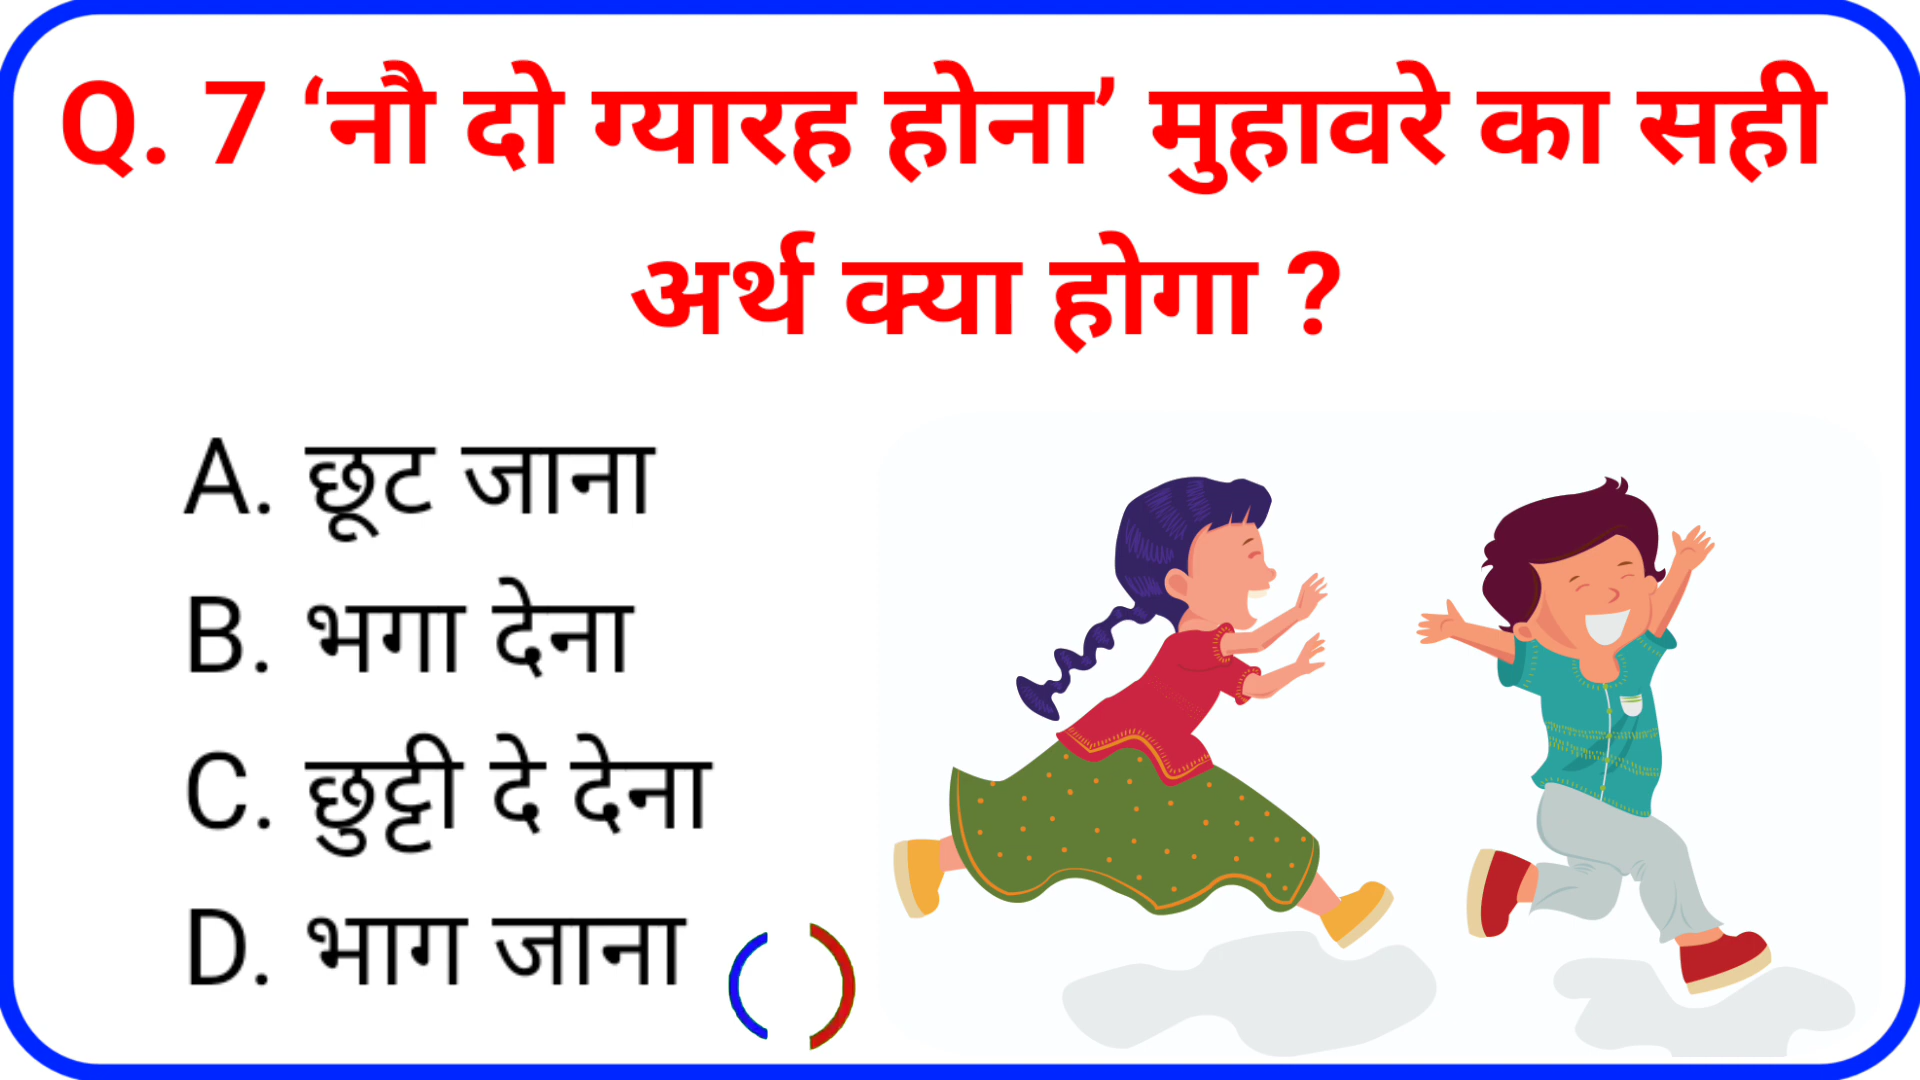 Q. 7 ‘नौ दो ग्यारह होना’ मुहावरे का सही
अर्थ क्या होगा ?
A. छूट जाना
B. भगा देना
C. छुट्टी दे देना
D. भाग जाना